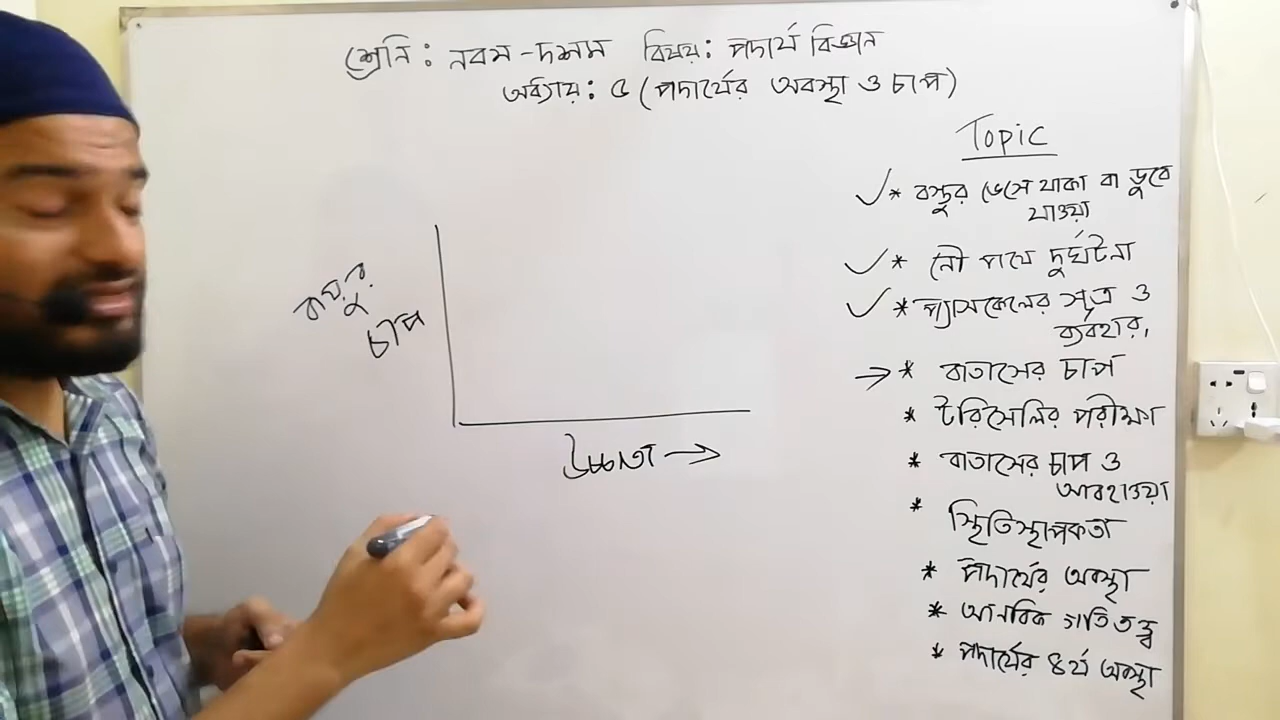 শ্রেনি : নবম - দশম বিষয় : পদার্থ বিজ্ঞান
অধ্যায় : ৫ (পদার্থের অবস্থা ও চাপ)
Topic
✓ * বস্তুর ভেসে থাকা বা ডুবে
যাওয়া
✓ * নৌ পথে দুর্ঘটনা
✓ * প্যাসকেলের সূত্র ও
ব্যবহার।
→ * বাতাসের চাপ
* টরিসেলির পরীক্ষা
* বাতাসের চাপ ও
আবহাওয়া
* স্থিতিস্থাপকতা
* পদার্থের অবস্থা
* আনবিক গতিতত্ত্ব
* পদার্থের ৪র্থ অবস্থা
বায়ুর
চাপ
উচ্চতা →